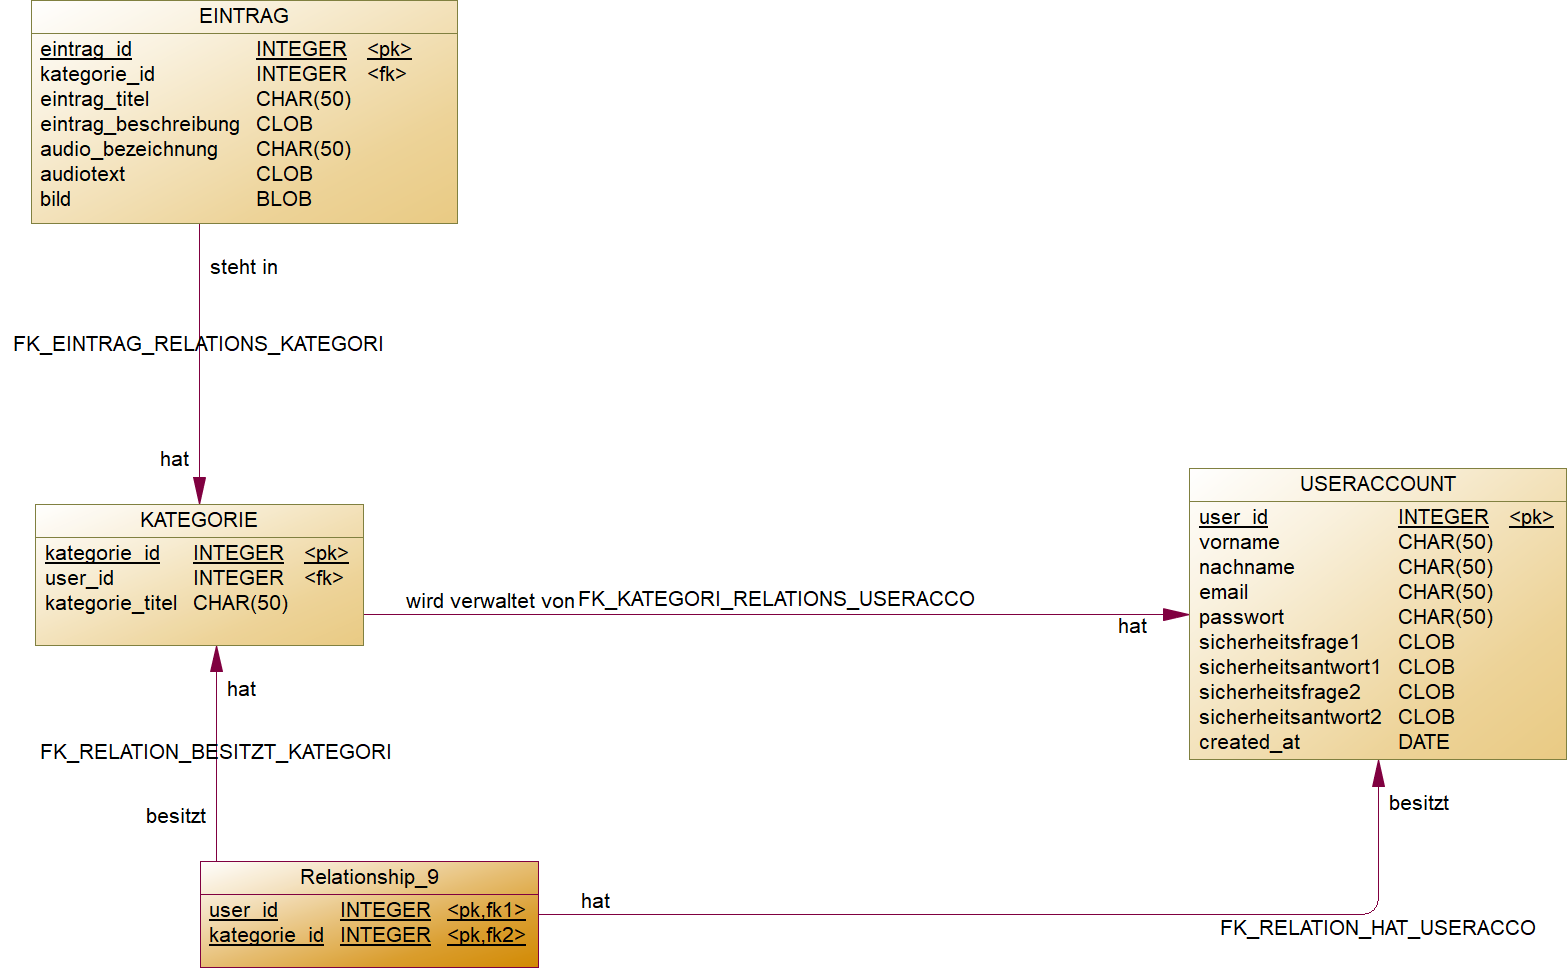 EINTRAG
eintrag_id INTEGER <pk>
kategorie_id INTEGER <fk>
eintrag_titel CHAR(50)
eintrag_beschreibung CLOB
audio_bezeichnung CHAR(50)
audiotext CLOB
bild BLOB
steht in
FK_EINTRAG_RELATIONS_KATEGORI
hat
KATEGORIE
kategorie_id INTEGER <pk>
user_id INTEGER <fk>
kategorie_titel CHAR(50)
wird verwaltet von FK_KATEGORI_RELATIONS_USERACCO
hat
USERACCOUNT
user_id INTEGER <pk>
vorname CHAR(50)
nachname CHAR(50)
email CHAR(50)
passwort CHAR(50)
sicherheitsfrage1 CLOB
sicherheitsantwort1 CLOB
sicherheitsfrage2 CLOB
sicherheitsantwort2 CLOB
created_at DATE
hat
FK_RELATION_BESITZT_KATEGORI
besitzt
besitzt
Relationship_9
user_id INTEGER <pk,fk1>
kategorie_id INTEGER <pk,fk2>
hat
FK_RELATION_HAT_USERACCO